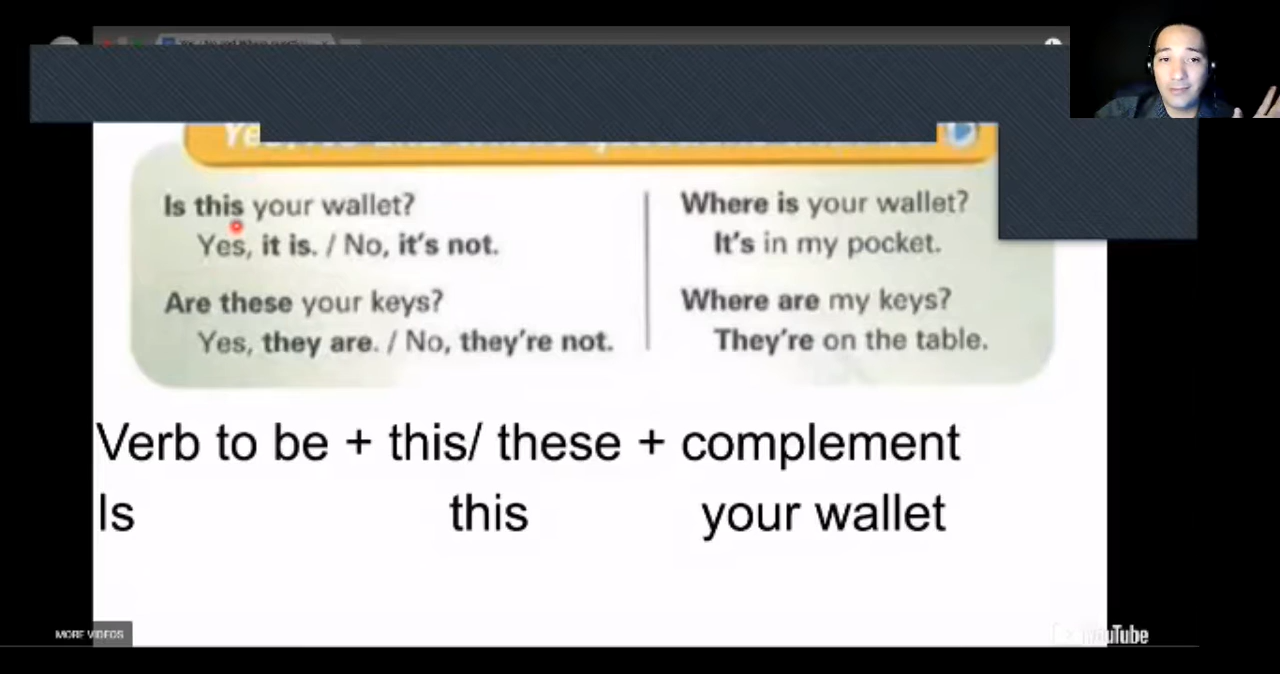 Is this your wallet?
Yes, it is. / No, it's not.
Are these your keys?
Yes, they are. / No, they're not.
Where is your wallet?
It's in my pocket.
Where are my keys?
They're on the table.
Verb to be + this/ these + complement
Is this your wallet
MORE VIDEOS
YouTube